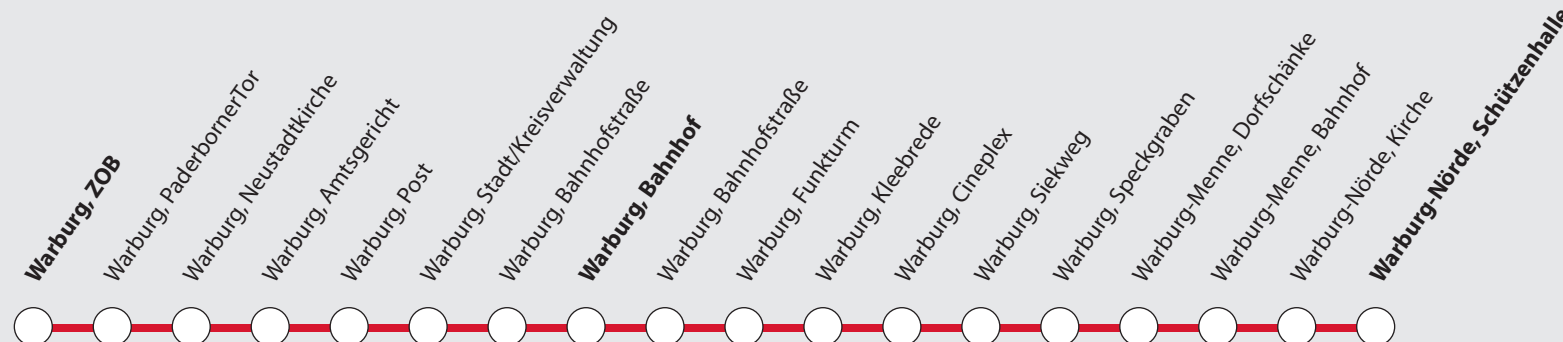 Warburg, ZOB
Warburg, PaderbornerTor
Warburg, Neustadtkirche
Warburg, Amtsgericht
Warburg, Post
Warburg, Stadt/Kreisverwaltung
Warburg, Bahnhofstraße
Warburg, Bahnhof
Warburg, Bahnhofstraße
Warburg, Funkturm
Warburg, Kleebrede
Warburg, Cineplex
Warburg, Siekweg
Warburg, Speckgraben
Warburg-Menne, Dorfschänke
Warburg-Menne, Bahnhof
Warburg-Nörde, Kirche
Warburg-Nörde, Schützenhalle